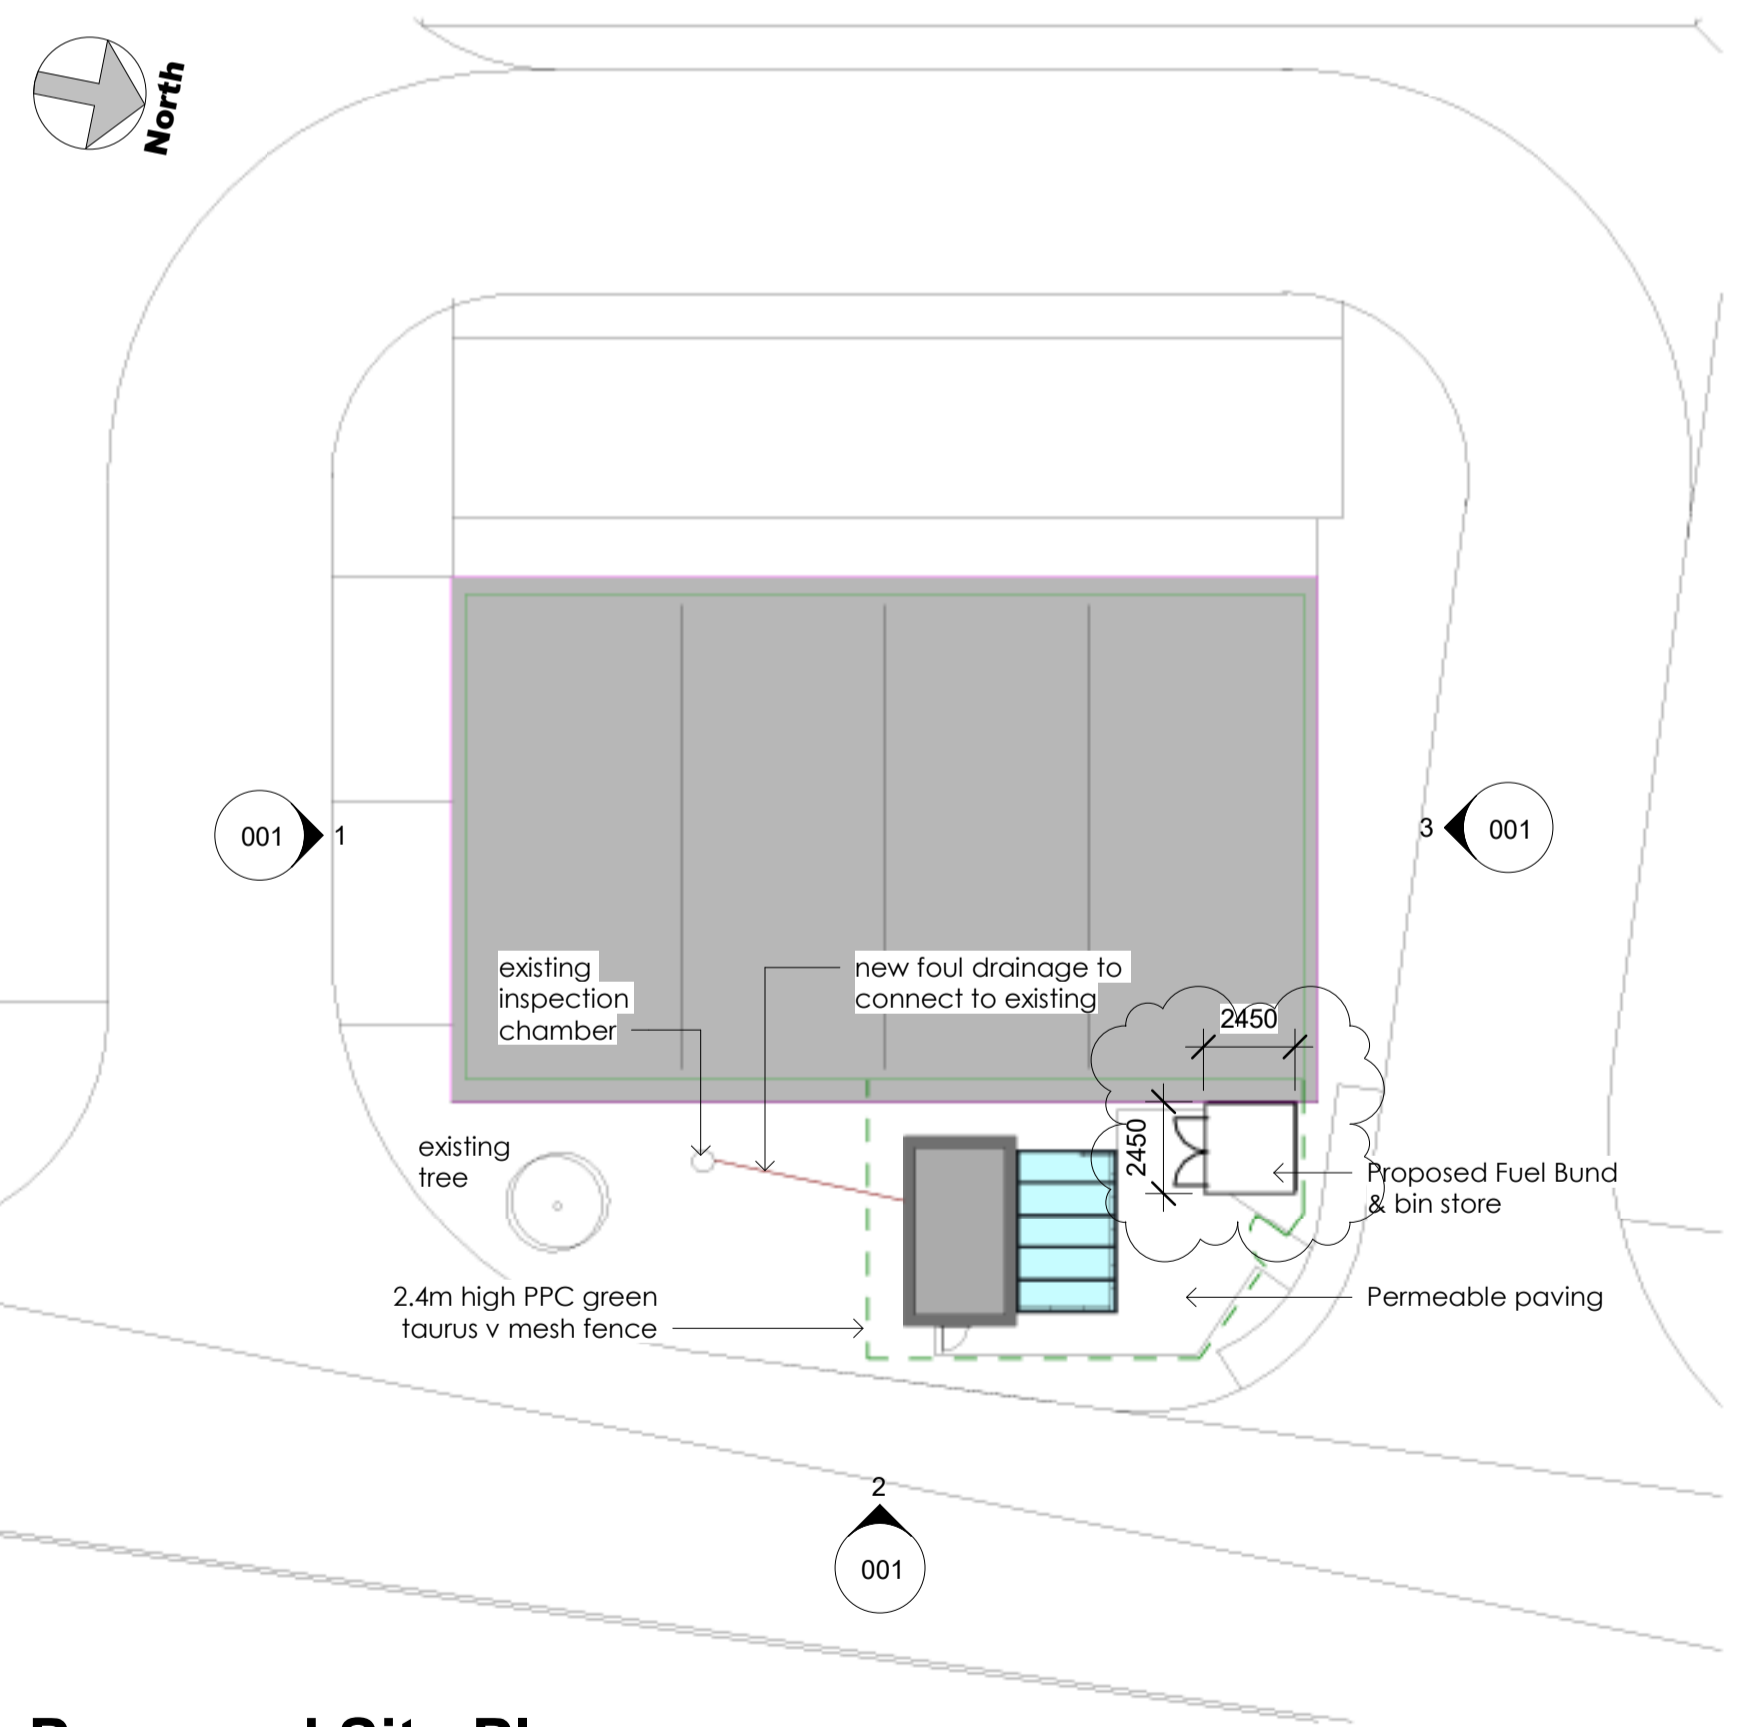 North
001
1
3
001
existing
inspection
chamber
new foul drainage to
connect to existing
2450
2450
existing
tree
Proposed Fuel Bund
& bin store
2.4m high PPC green
taurus v mesh fence
Permeable paving
2
001